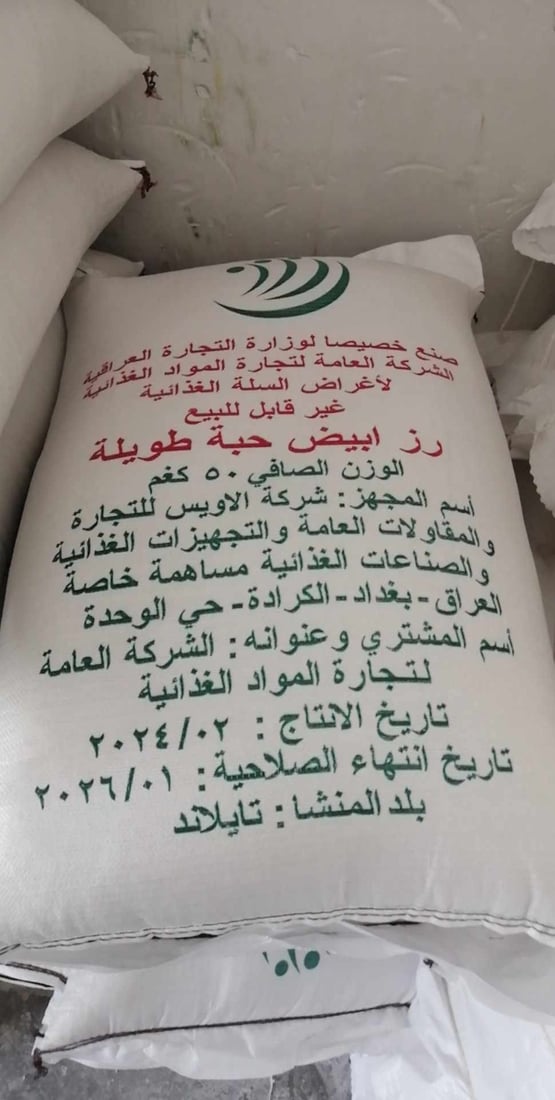 صنع خصيصا لوزارة التجارة العراقية
الشركة العامة لتجارة المواد الغذائية
لأغراض السلة الغذائية
غير قابل للبيع
رز ابيض حبة طويلة
الوزن الصافي ٥٠ كغم
أسم المجهز: شركة الاويس للتجارة
والمقاولات العامة والتجهيزات الغذائية
والصناعات الغذائية مساهمة خاصة
العراق-بغداد-الكرادة-حي الوحدة
أسم المشتري وعنوانه: الشركة العامة
لتجارة المواد الغذائية
تاريخ الانتاج: ٢٠٢٤/٠٢
تاريخ انتهاء الصلاحية: ٢٠٢٦/٠١
بلد المنشا: تايلاند